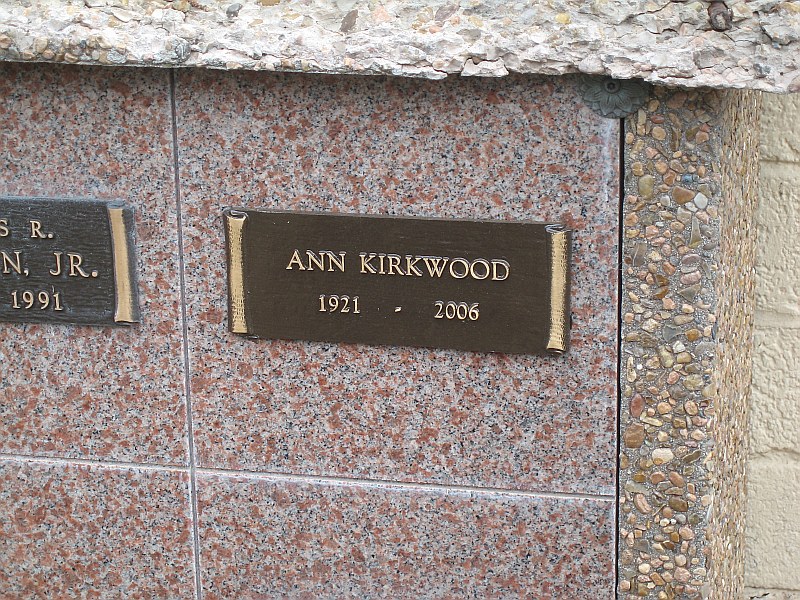 S R.
N, JR.
1991
ANN KIRKWOOD
1921 - 2006